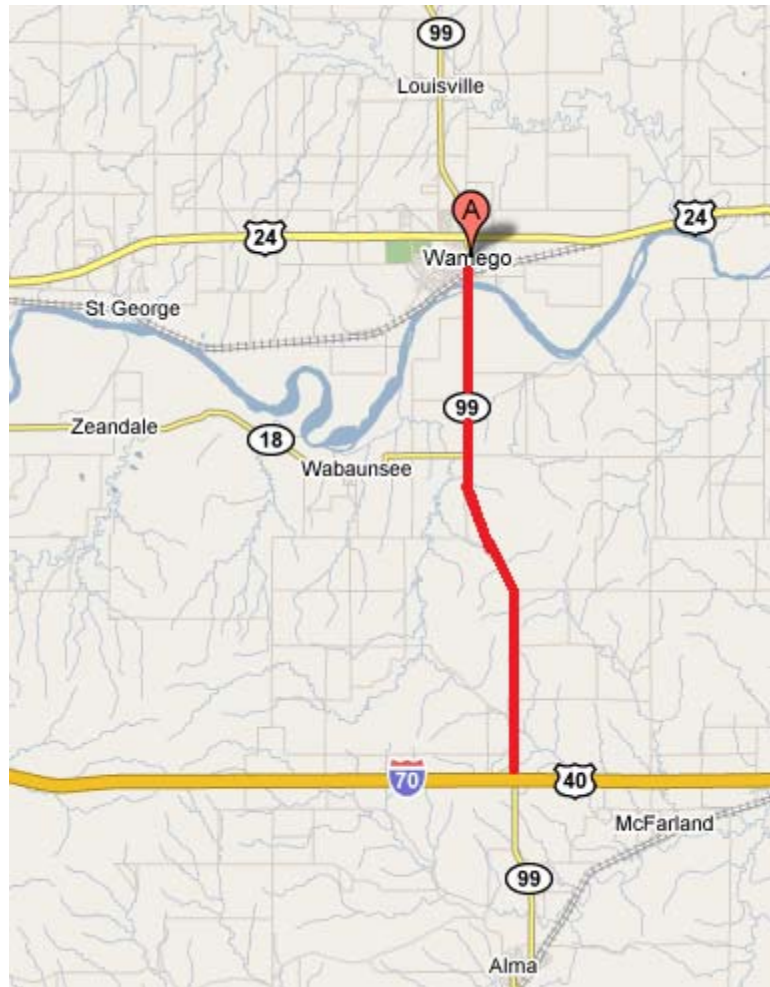 99
Louisville
A
24
24
Wamego
St George
99
Zeandale
18
Wabaunsee
70
40
McFarland
99
Alma